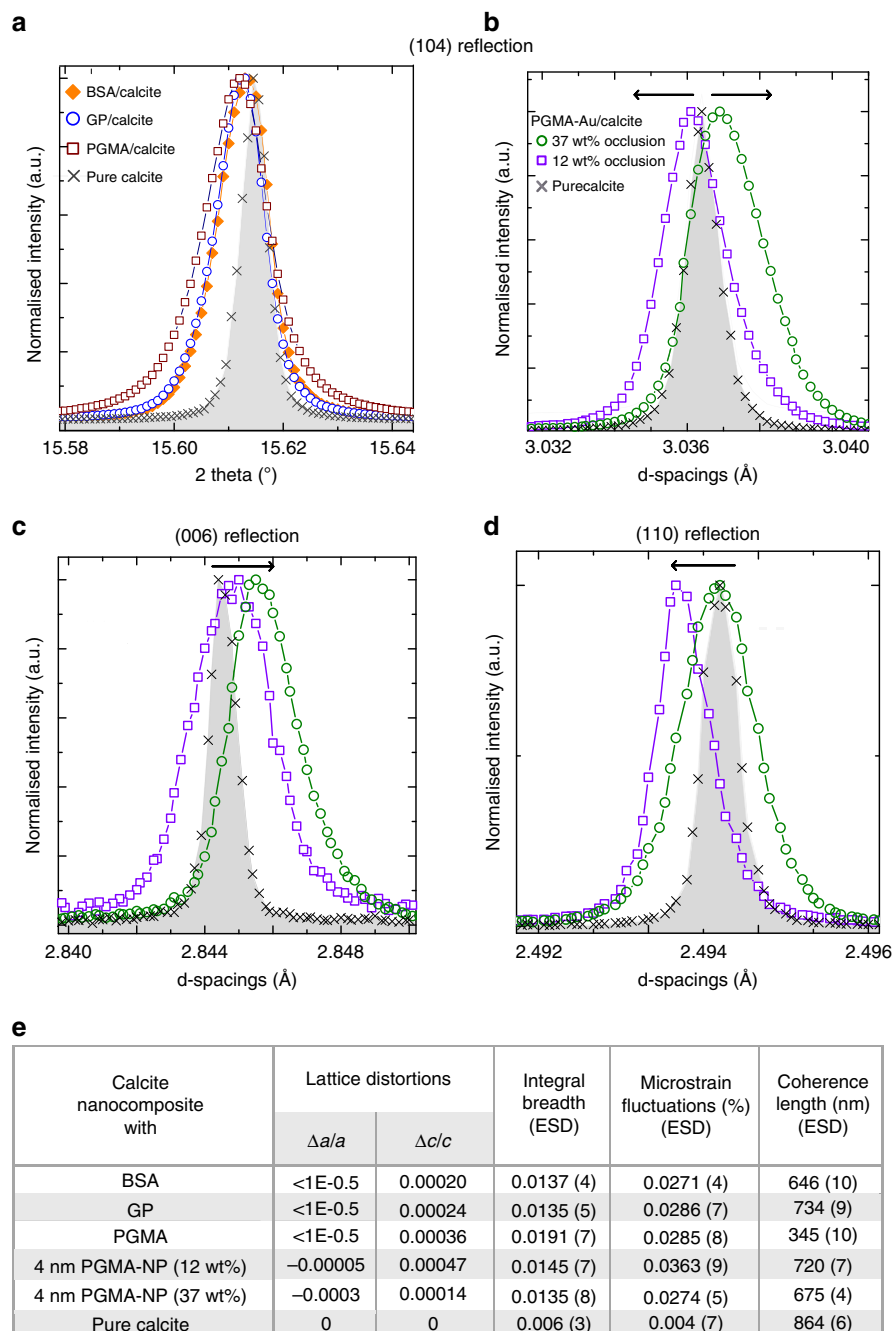 a
(104) reflection
BSA/calcite
GP/calcite
PGMA/calcite
Pure calcite
Normalised intensity (a.u.)
15.58 15.60 15.62 15.64
2 theta (°)
b
PGMA-Au/calcite
37 wt% occlusion
12 wt% occlusion
Purecalcite
Normalised intensity (a.u.)
3.032 3.036 3.040
d-spacings (Å)
c
(006) reflection
Normalised intensity (a.u.)
2.840 2.844 2.848
d-spacings (Å)
d
(110) reflection
Normalised intensity (a.u.)
2.492 2.494 2.496
d-spacings (Å)
e
Calcite nanocomposite with Lattice distortions Integral breadth (ESD) Microstrain fluctuations (%) (ESD) Coherence length (nm) (ESD)
Δa/a Δc/c
BSA <1E-0.5 0.00020 0.0137 (4) 0.0271 (4) 646 (10)
GP <1E-0.5 0.00024 0.0135 (5) 0.0286 (7) 734 (9)
PGMA <1E-0.5 0.00036 0.0191 (7) 0.0285 (8) 345 (10)
4 nm PGMA-NP (12 wt%) −0.00005 0.00047 0.0145 (7) 0.0363 (9) 720 (7)
4 nm PGMA-NP (37 wt%) −0.0003 0.00014 0.0135 (8) 0.0274 (5) 675 (4)
Pure calcite 0 0 0.006 (3) 0.004 (7) 864 (6)